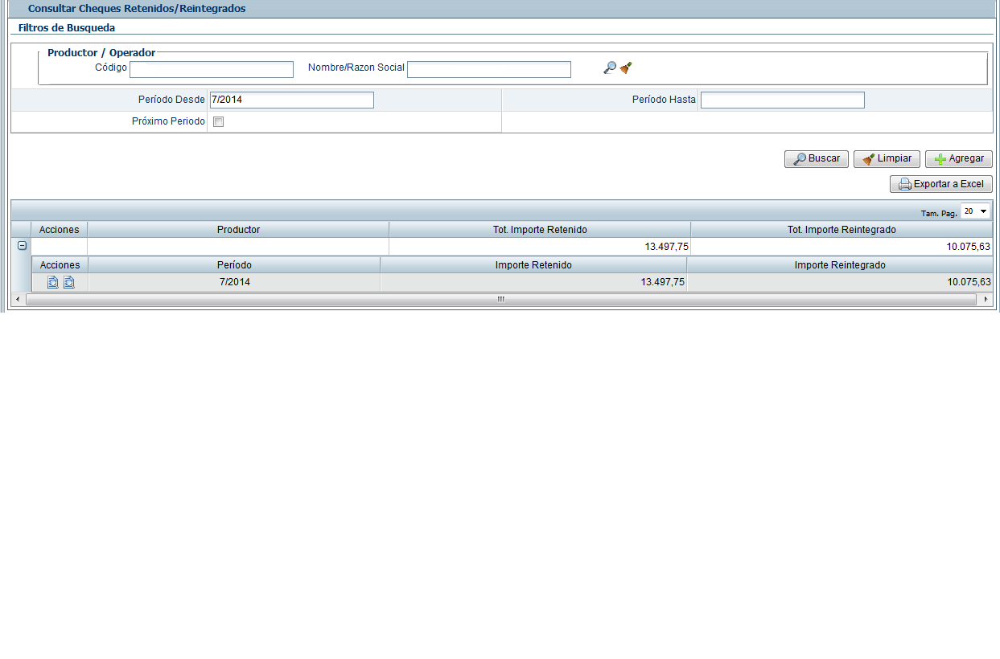 Consultar Cheques Retenidos/Reintegrados
Filtros de Busqueda
Productor / Operador
Código Nombre/Razon Social
Período Desde 7/2014 Período Hasta
Próximo Periodo
Buscar Limpiar Agregar
Exportar a Excel
Tam. Pag. 20
Acciones Productor Tot. Importe Retenido Tot. Importe Reintegrado
13.497,75 10.075,63
Acciones Período Importe Retenido Importe Reintegrado
7/2014 13.497,75 10.075,63